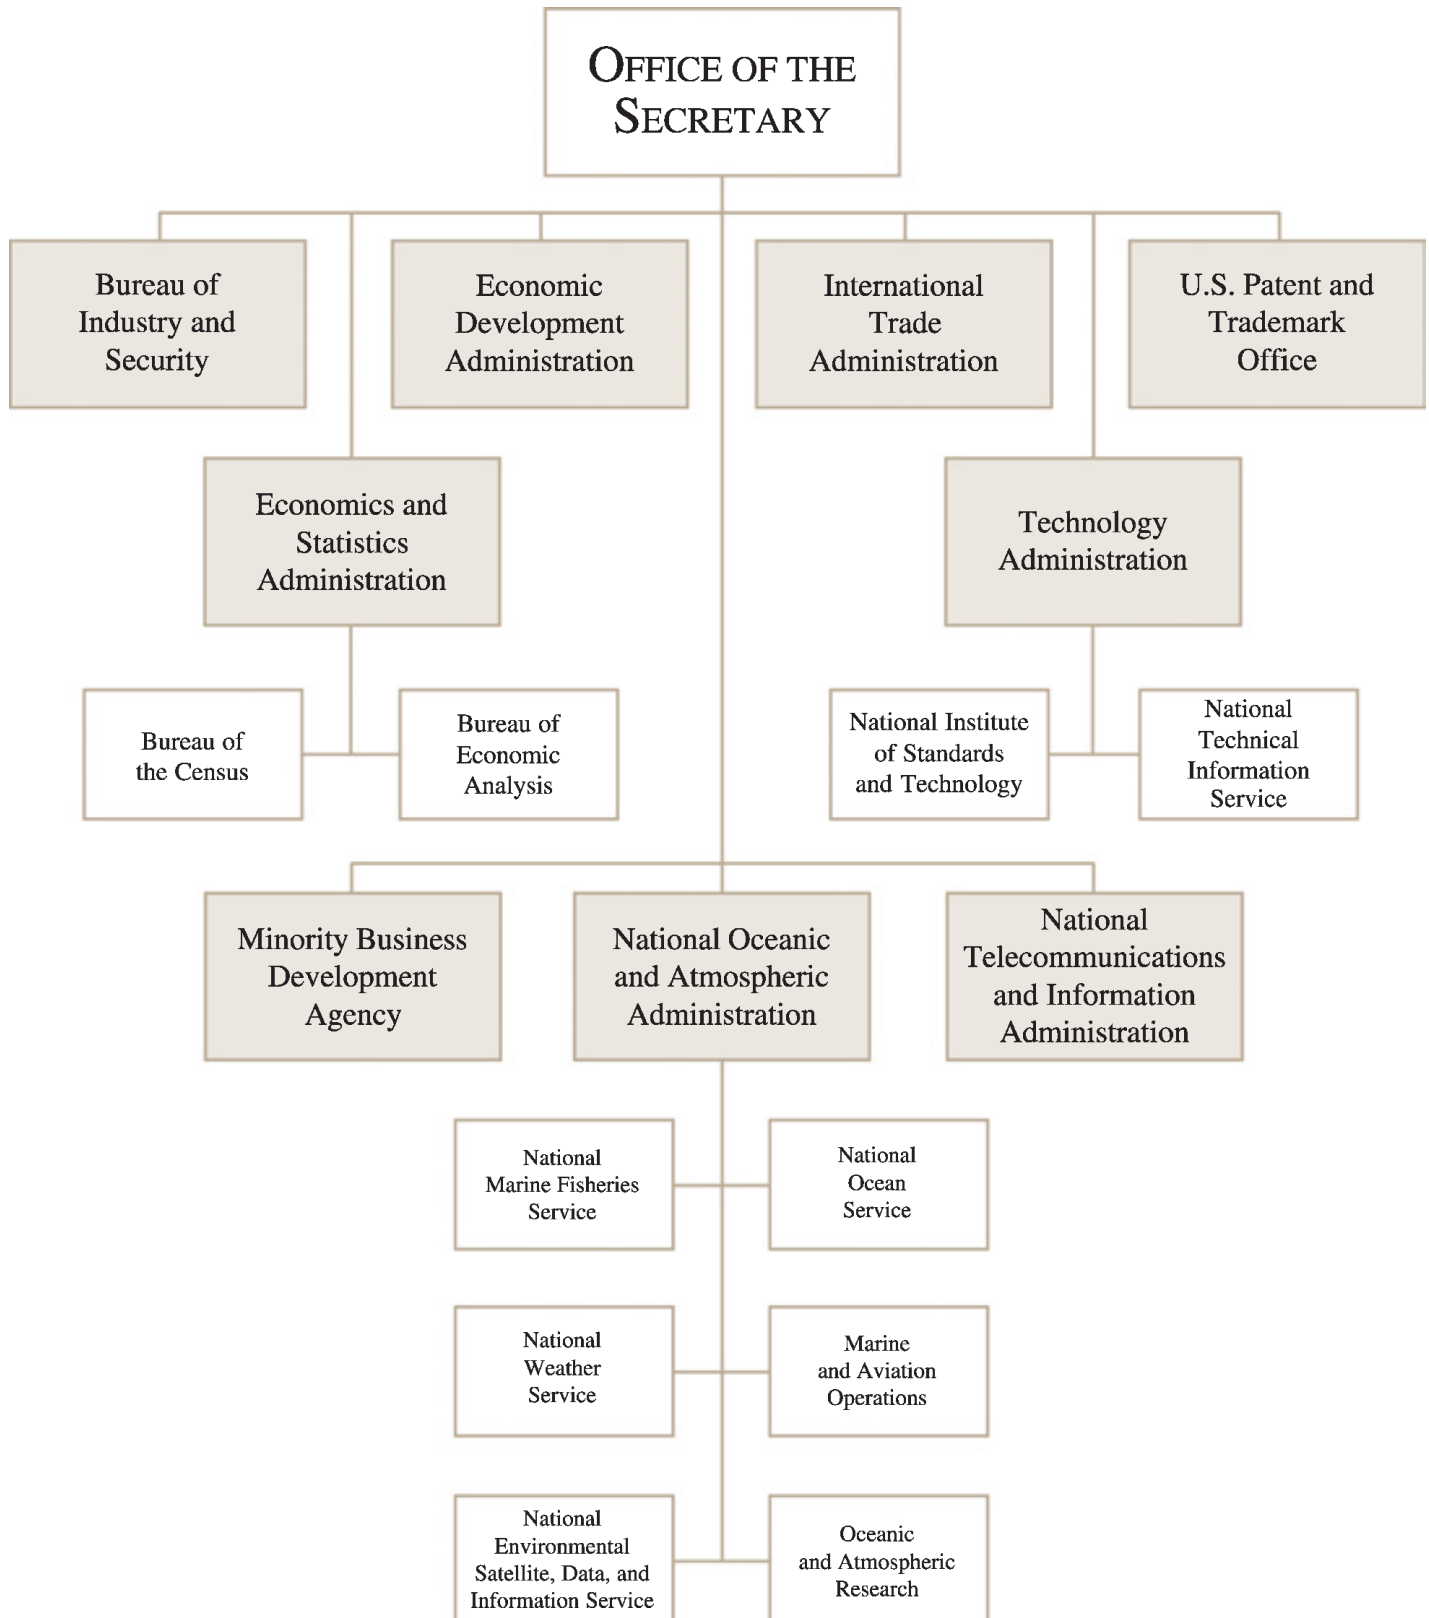 OFFICE OF THE
SECRETARY
Bureau of
Industry and
Security
Economic
Development
Administration
International
Trade
Administration
U.S. Patent and
Trademark
Office
Economics and
Statistics
Administration
Technology
Administration
Bureau of
the Census
Bureau of
Economic
Analysis
National Institute
of Standards
and Technology
National
Technical
Information
Service
Minority Business
Development
Agency
National Oceanic
and Atmospheric
Administration
National
Telecommunications
and Information
Administration
National
Marine Fisheries
Service
National
Ocean
Service
National
Weather
Service
Marine
and Aviation
Operations
National
Environmental
Satellite, Data, and
Information Service
Oceanic
and Atmospheric
Research